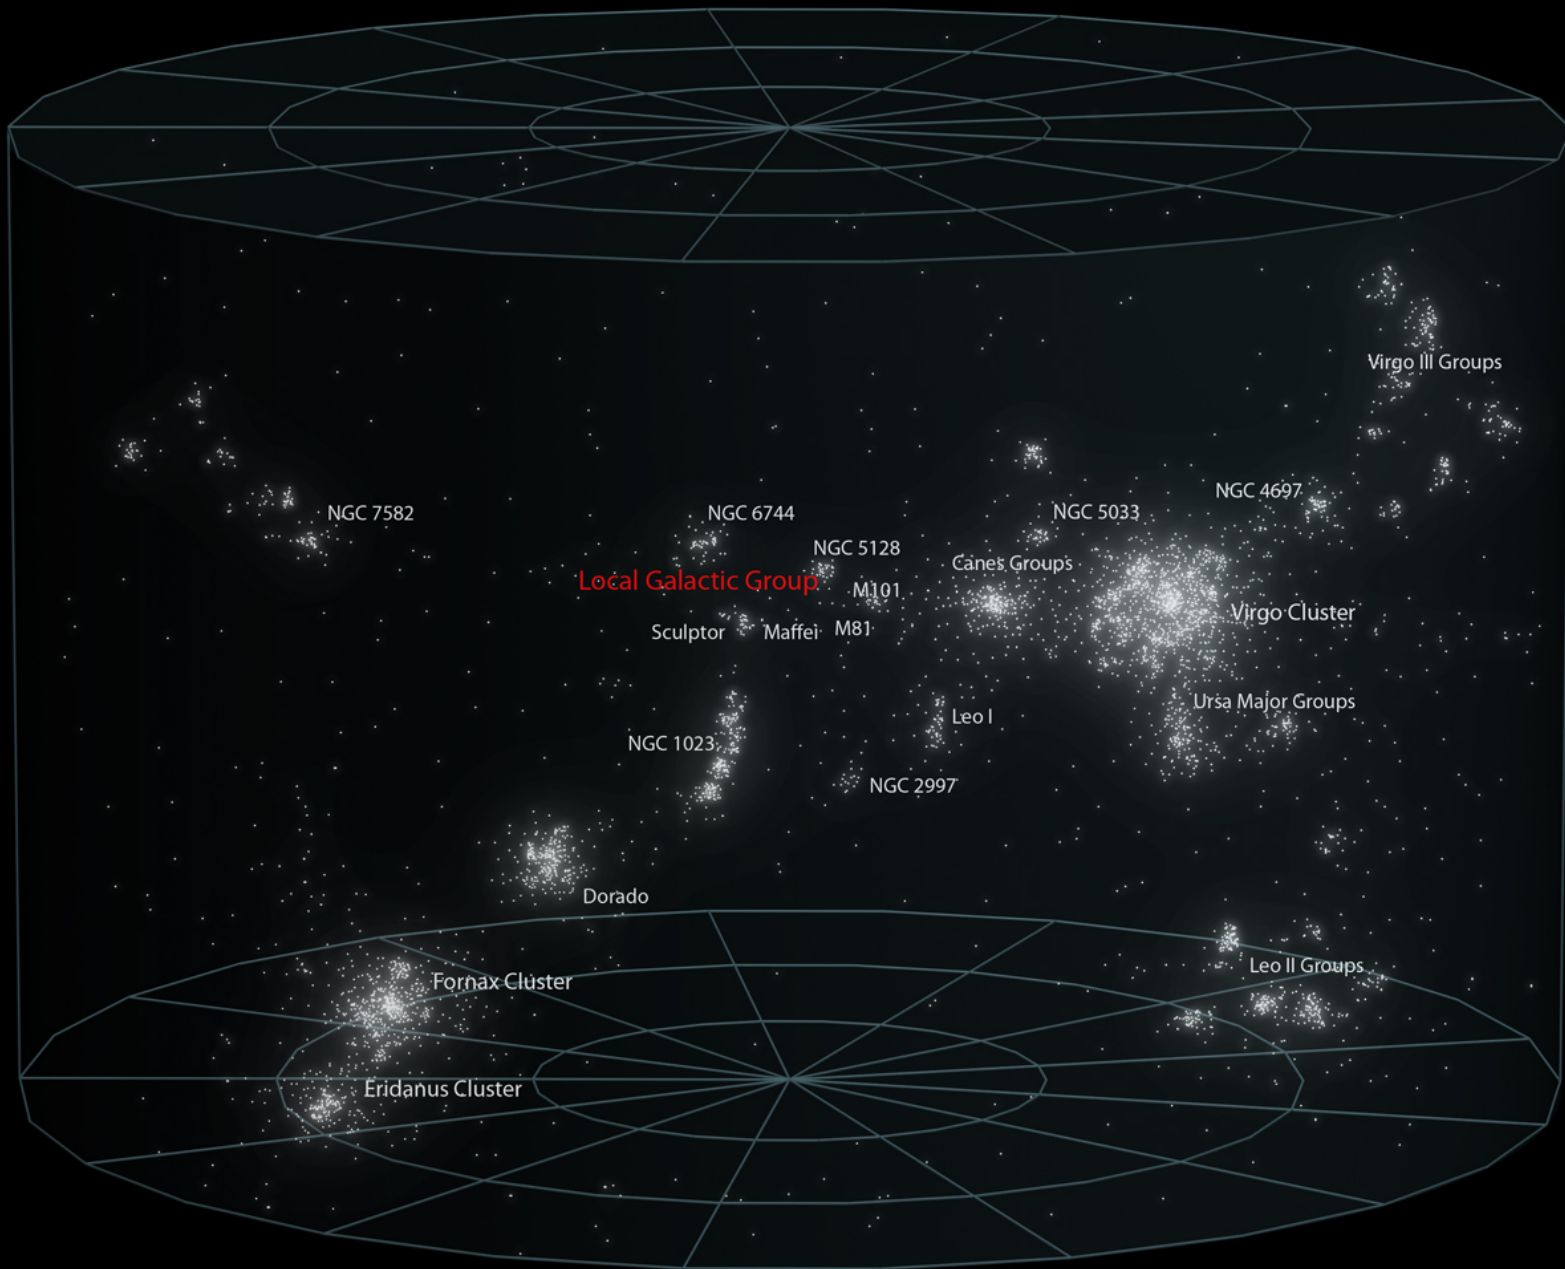 Virgo III Groups
NGC 4697
NGC 7582
NGC 6744
NGC 5033
NGC 5128
Canes Groups
Local Galactic Group
M101
Virgo Cluster
Sculptor
Maffei
M81
Ursa Major Groups
Leo I
NGC 1023
NGC 2997
Dorado
Leo II Groups
Fornax Cluster
Eridanus Cluster